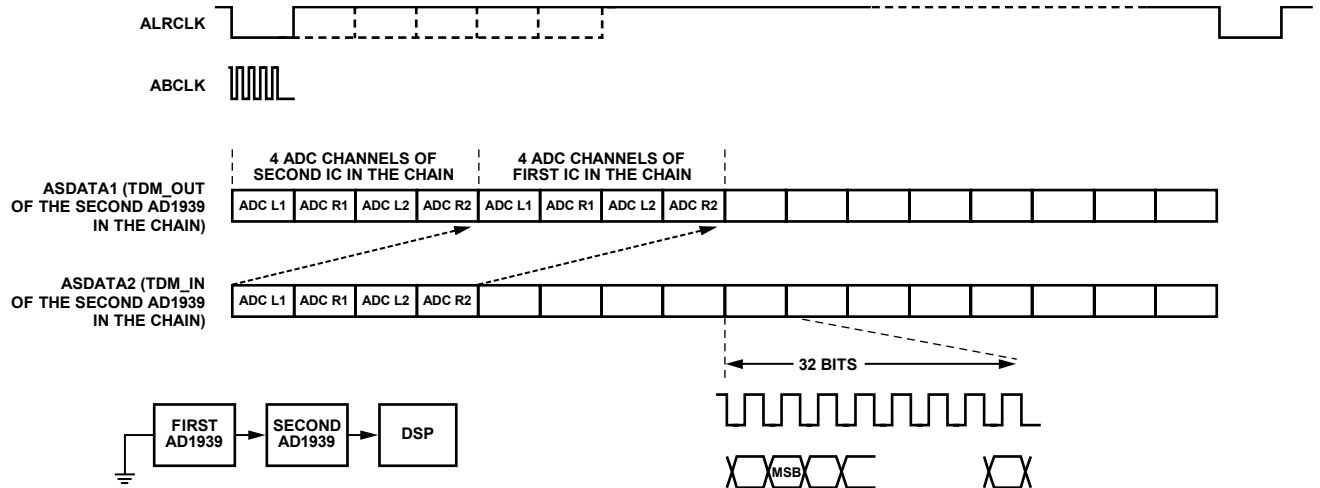 ALRCLK
ABCLK
4 ADC CHANNELS OF
SECOND IC IN THE CHAIN
4 ADC CHANNELS OF
FIRST IC IN THE CHAIN
ASDATA1 (TDM_OUT
OF THE SECOND AD1939
IN THE CHAIN)
ADC L1 ADC R1 ADC L2 ADC R2 ADC L1 ADC R1 ADC L2 ADC R2
ASDATA2 (TDM_IN
OF THE SECOND AD1939
IN THE CHAIN)
ADC L1 ADC R1 ADC L2 ADC R2
32 BITS
FIRST
AD1939
SECOND
AD1939
DSP
MSB